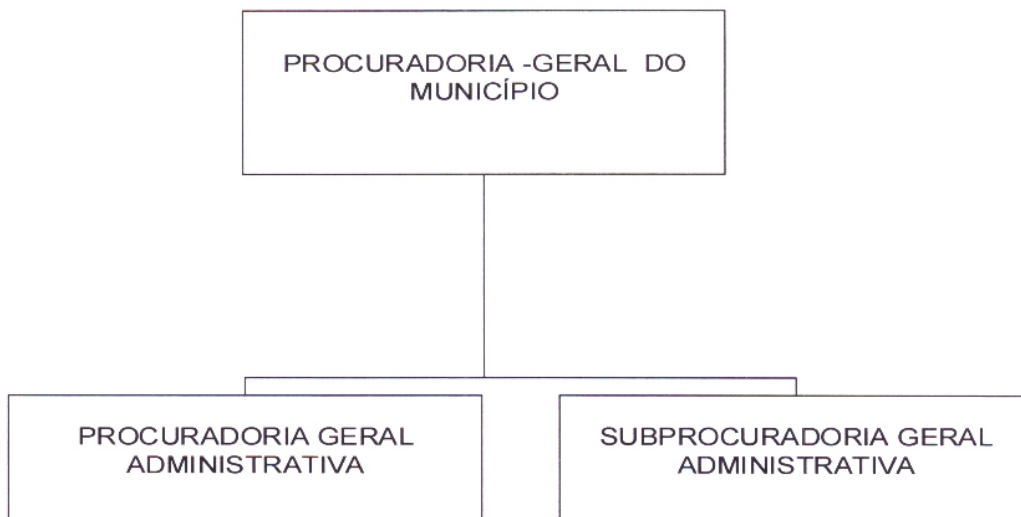 PROCURADORIA -GERAL DO
MUNICÍPIO
PROCURADORIA GERAL
ADMINISTRATIVA
SUBPROCURADORIA GERAL
ADMINISTRATIVA